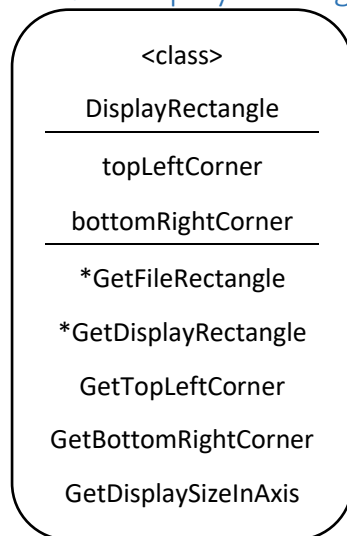 <class>
DisplayRectangle
topLeftCorner
bottomRightCorner
*GetFileRectangle
*GetDisplayRectangle
GetTopLeftCorner
GetBottomRightCorner
GetDisplaySizeInAxis